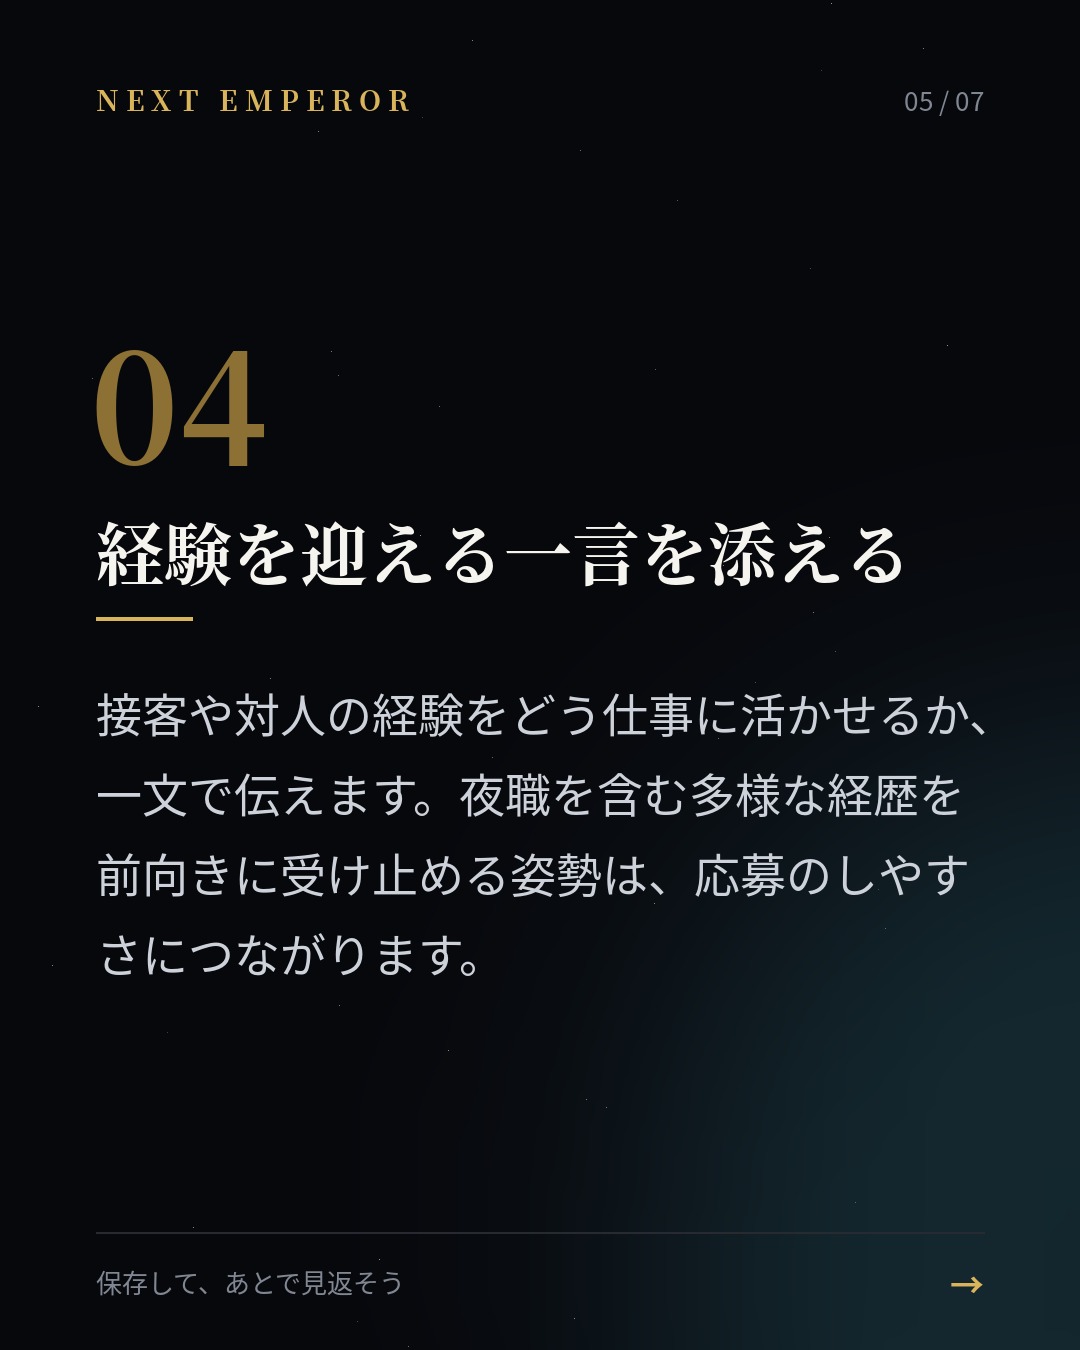 NEXT EMPEROR
05 / 07
04
経験を迎える一言を添える
接客や対人の経験をどう仕事に活かせるか、
一文で伝えます。夜職を含む多様な経歴を
前向きに受け止める姿勢は、応募のしやす
さにつながります。
保存して、あとで見返そう
→